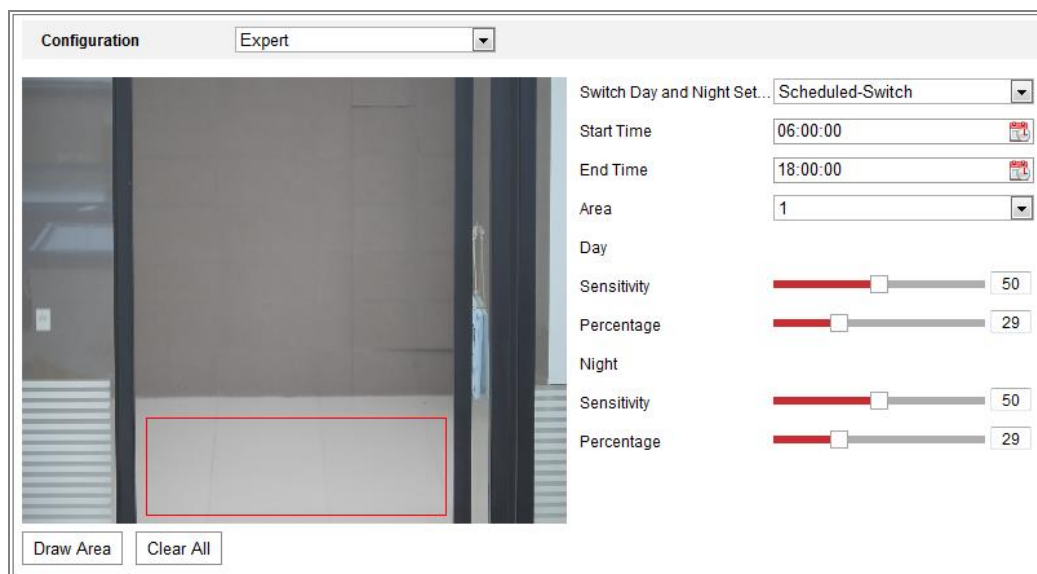 Configuration Expert
Switch Day and Night Set... Scheduled-Switch
Start Time 06:00:00
End Time 18:00:00
Area 1
Day
Sensitivity 50
Percentage 29
Night
Sensitivity 50
Percentage 29
Draw Area Clear All